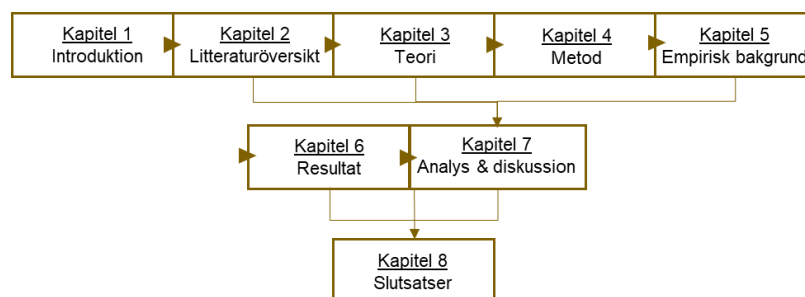 Kapitel 1
Introduktion
Kapitel 2
Litteraturöversikt
Kapitel 3
Teori
Kapitel 4
Metod
Kapitel 5
Empirisk bakgrund
Kapitel 6
Resultat
Kapitel 7
Analys & diskussion
Kapitel 8
Slutsatser